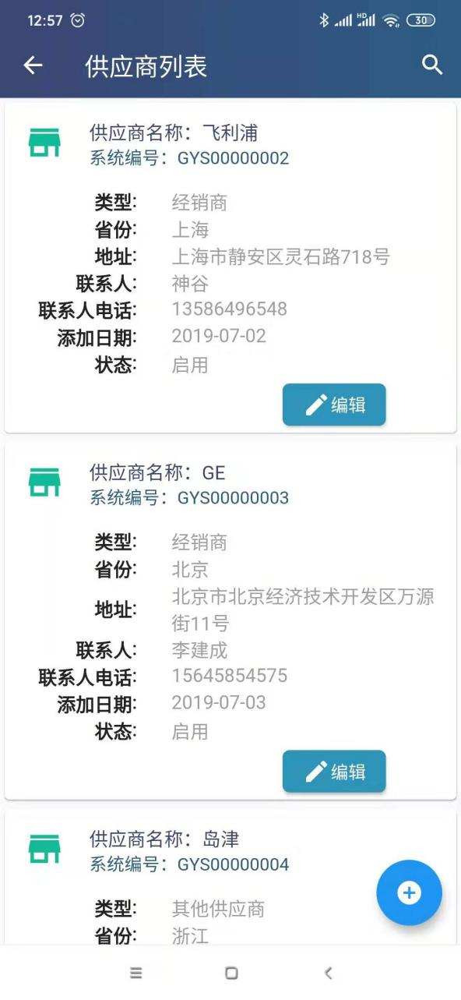 12:57 HD 30
供应商列表
供应商名称：飞利浦
系统编号：GYS00000002
类型: 经销商
省份: 上海
地址: 上海市静安区灵石路718号
联系人: 神谷
联系人电话: 13586496548
添加日期: 2019-07-02
状态: 启用
编辑
供应商名称：GE
系统编号：GYS00000003
类型: 经销商
省份: 北京
地址: 北京市北京经济技术开发区万源
街11号
联系人: 李建成
联系人电话: 15645854575
添加日期: 2019-07-03
状态: 启用
编辑
供应商名称：岛津
系统编号：GYS00000004
类型: 其他供应商
省份: 浙江